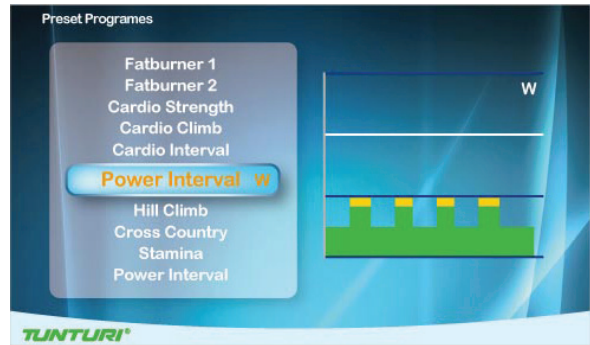 Preset Programes
Fatburner 1
Fatburner 2
Cardio Strength
Cardio Climb
Cardio Interval
Power Interval W
Hill Climb
Cross Country
Stamina
Power Interval
W
TUNTURI®